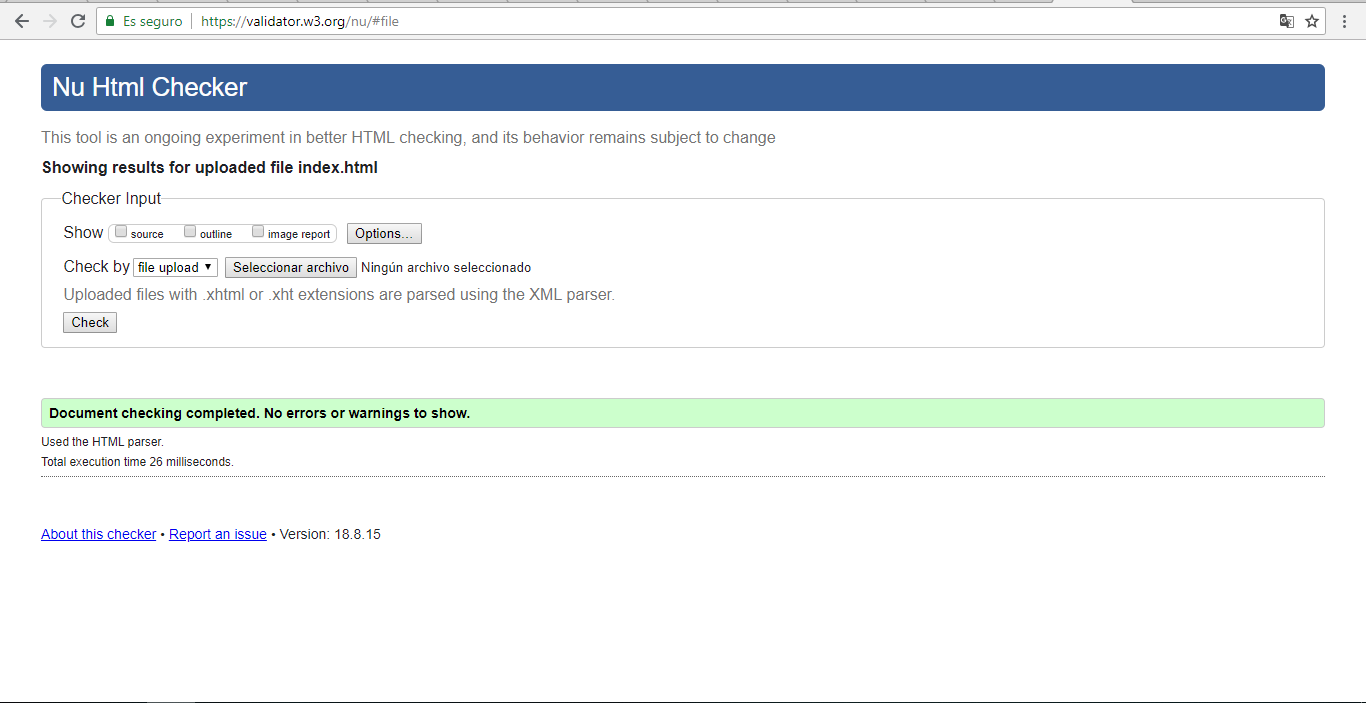 Es seguro https://validator.w3.org/nu/#file
Nu Html Checker
This tool is an ongoing experiment in better HTML checking, and its behavior remains subject to change
Showing results for uploaded file index.html
Checker Input
Show source outline image report Options...
Check by file upload Seleccionar archivo Ningún archivo seleccionado
Uploaded files with .xhtml or .xht extensions are parsed using the XML parser.
Check
Document checking completed. No errors or warnings to show.
Used the HTML parser.
Total execution time 26 milliseconds.
About this checker • Report an issue • Version: 18.8.15